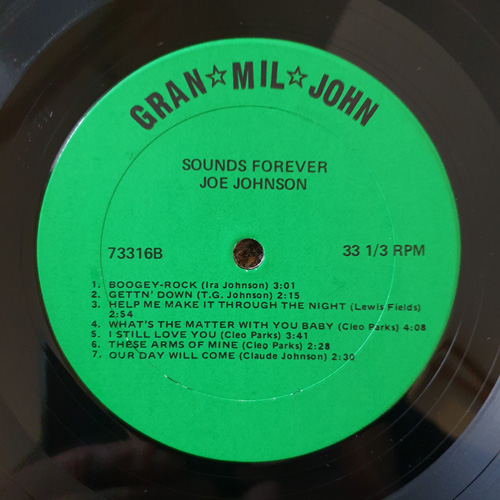 GRAN☆MIL☆JOHN
SOUNDS FOREVER
JOE JOHNSON
73316B
33 1/3 RPM
1. BOOGEY-ROCK (Ira Johnson) 3:01
2. GETTN' DOWN (T.G. Johnson) 2:15
3. HELP ME MAKE IT THROUGH THE NIGHT (Lewis Fields)
2:54
4. WHAT'S THE MATTER WITH YOU BABY (Cleo Parks) 4:08
5. I STILL LOVE YOU (Cleo Parks) 3:41
6. THESE ARMS OF MINE (Cleo Parks) 2:28
7. OUR DAY WILL COME (Claude Johnson) 2:30